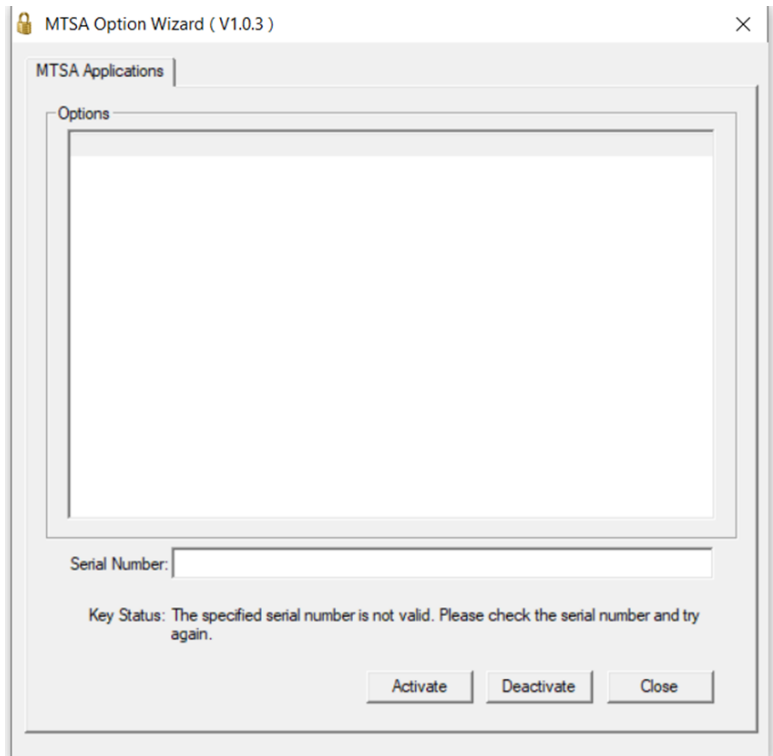 MTSA Option Wizard ( V1.0.3 )
MTSA Applications
Options
Serial Number:
Key Status: The specified serial number is not valid. Please check the serial number and try
again.
Activate Deactivate Close